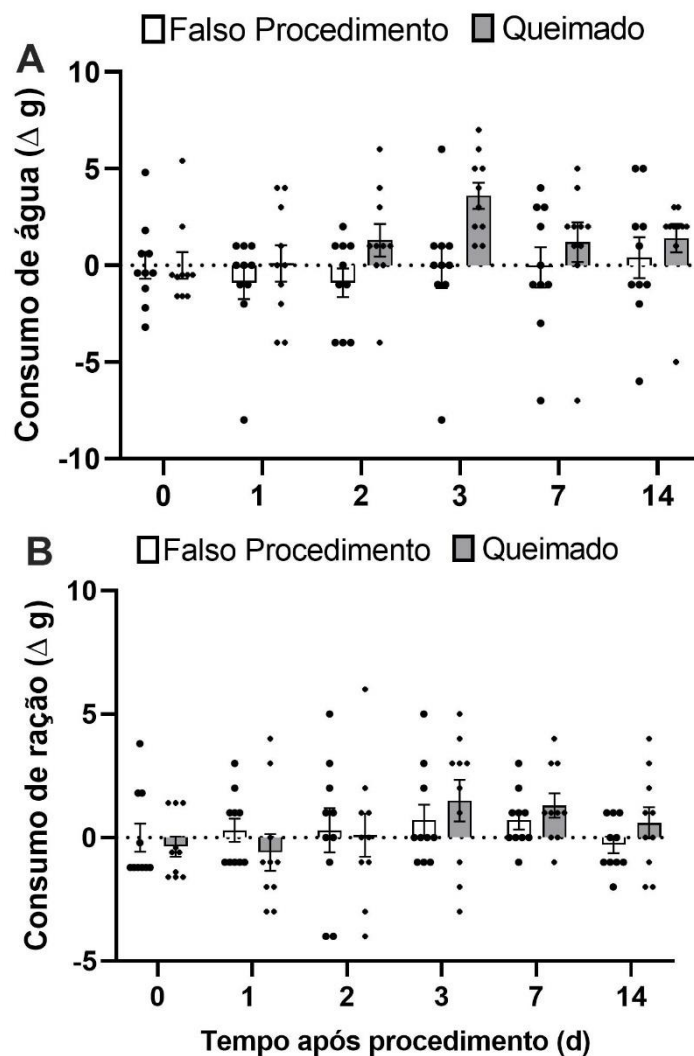 Falso Procedimento Queimado
A
Consumo de água (Δ g)
10
5
0
-5
-10
0 1 2 3 7 14
B
Falso Procedimento Queimado
Consumo de ração (Δ g)
10
5
0
-5
0 1 2 3 7 14
Tempo após procedimento (d)